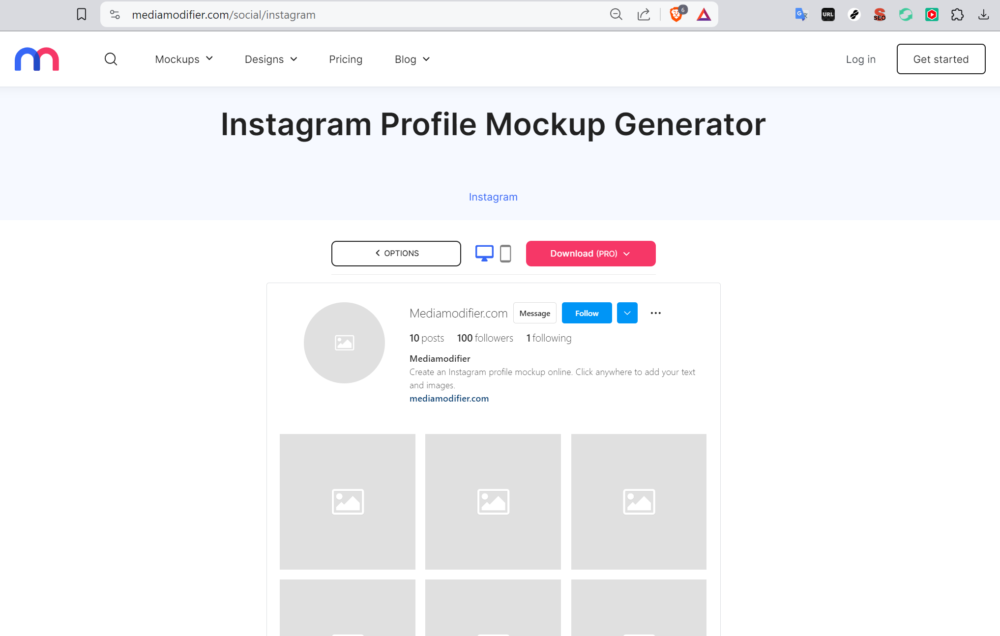 mediamodifier.com/social/instagram
6
URL
SEO
Mockups
Designs
Pricing
Blog
Log in
Get started
Instagram Profile Mockup Generator
Instagram
OPTIONS
Download (PRO)
Mediamodifier.com
Message
Follow
10 posts 100 followers 1 following
Mediamodifier
Create an Instagram profile mockup online. Click anywhere to add your text
and images.
mediamodifier.com